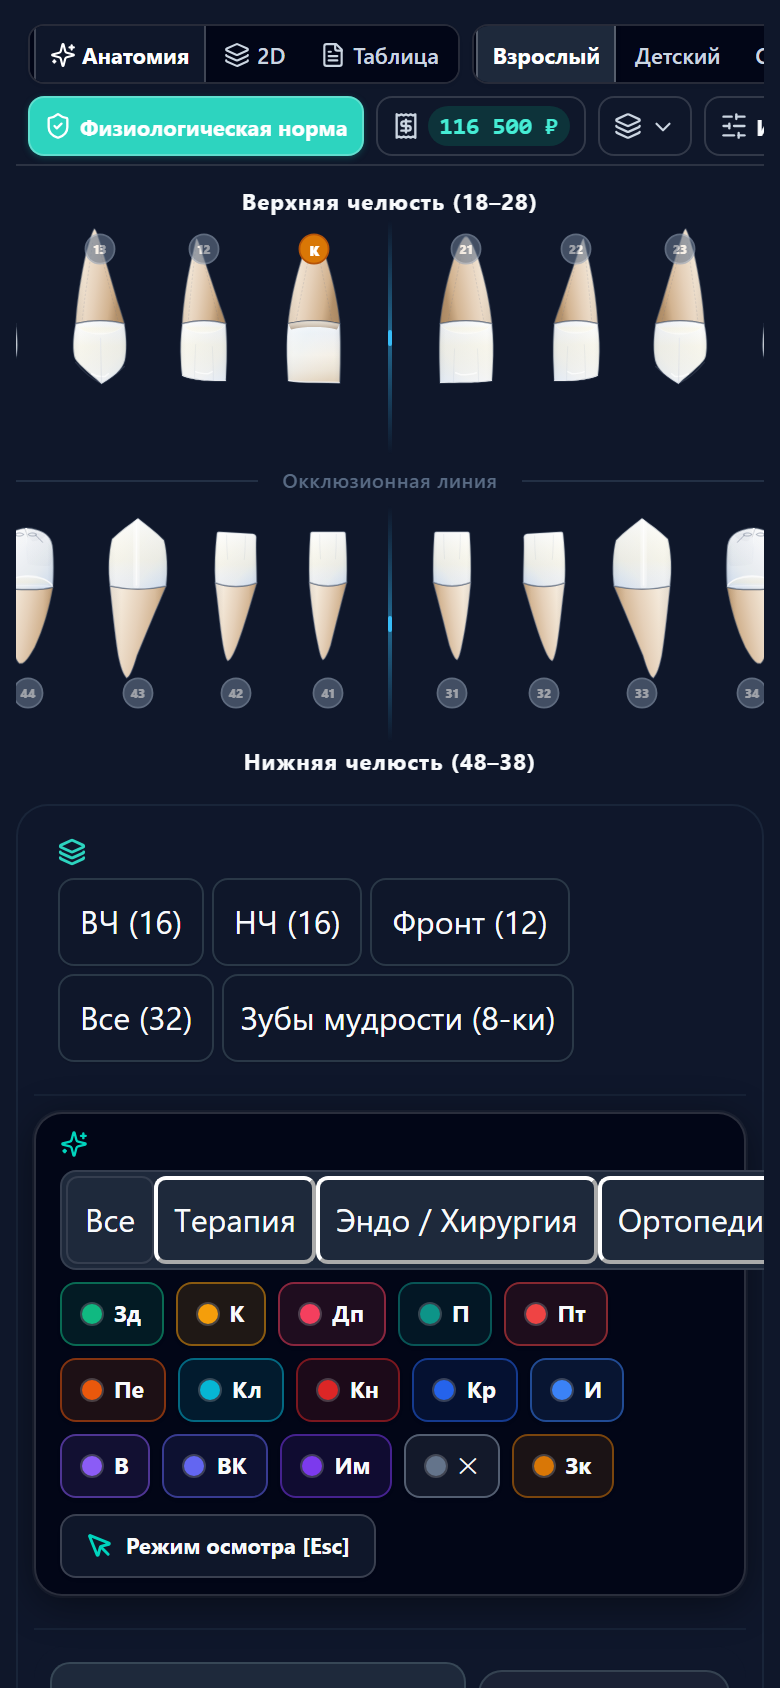 Анатомия 2D Таблица Взрослый Детский
Физиологическая норма 116 500 ₽
Верхняя челюсть (18–28)
13 12 К 21 22 23
Окклюзионная линия
44 43 42 41 31 32 33 34
Нижняя челюсть (48–38)
ВЧ (16) НЧ (16) Фронт (12)
Все (32) Зубы мудрости (8-ки)
Все Терапия Эндо / Хирургия Ортопеди
Зд К Дп П Пт
Пе Кл Кн Кр И
В ВК Им ✕ Зк
Режим осмотра [Esc]